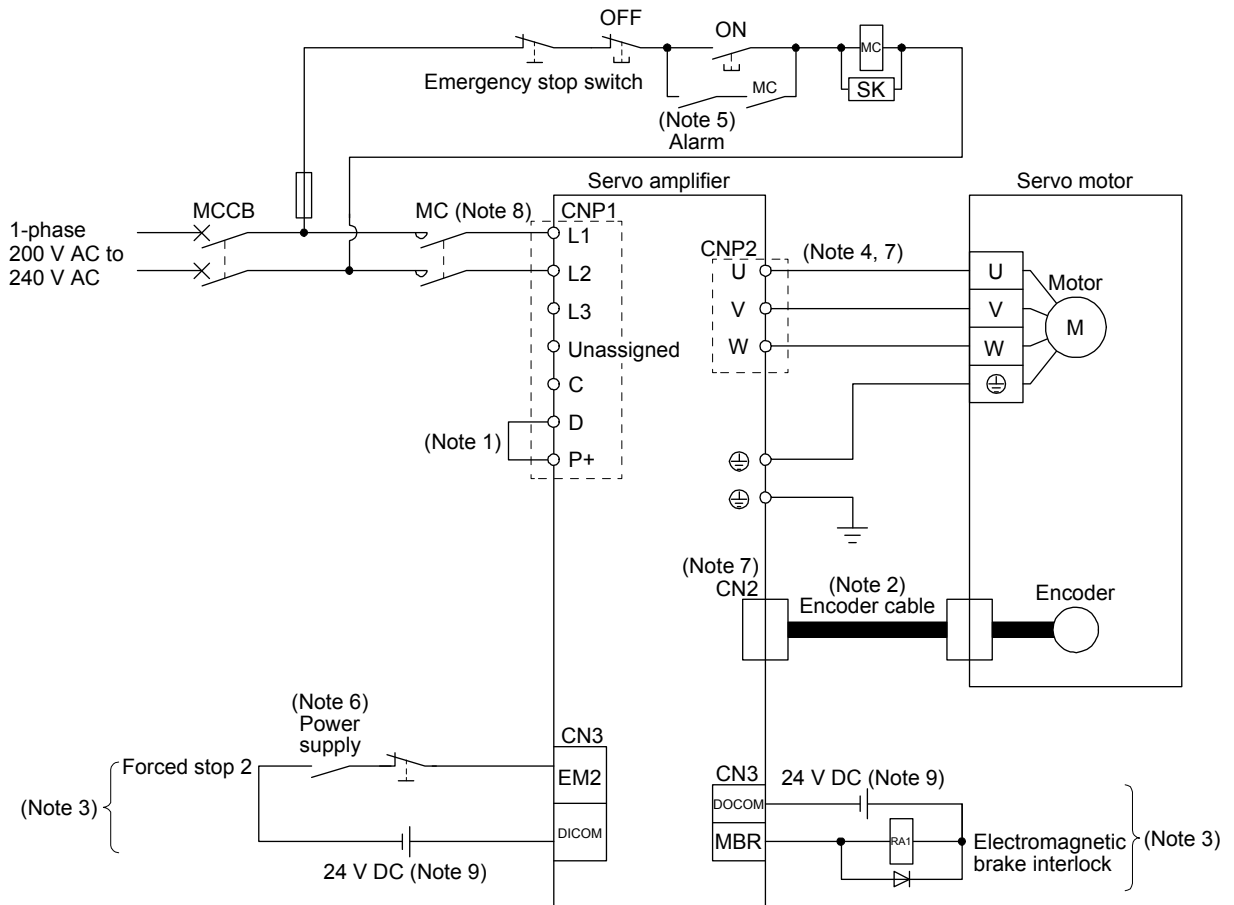 OFF
ON
MC
Emergency stop switch
MC
SK
(Note 5)
Alarm
Servo amplifier
Servo motor
MCCB
MC (Note 8)
CNP1
1-phase
200 V AC to
240 V AC
L1
L2
L3
Unassigned
C
D
P+
(Note 1)
CNP2
U
V
W
(Note 4, 7)
U
V
W
Motor
M
(Note 7)
CN2
(Note 2)
Encoder cable
Encoder
(Note 6)
Power
supply
Forced stop 2
(Note 3)
24 V DC (Note 9)
CN3
EM2
DICOM
CN3
DOCOM
MBR
24 V DC (Note 9)
RA1
Electromagnetic
brake interlock
(Note 3)